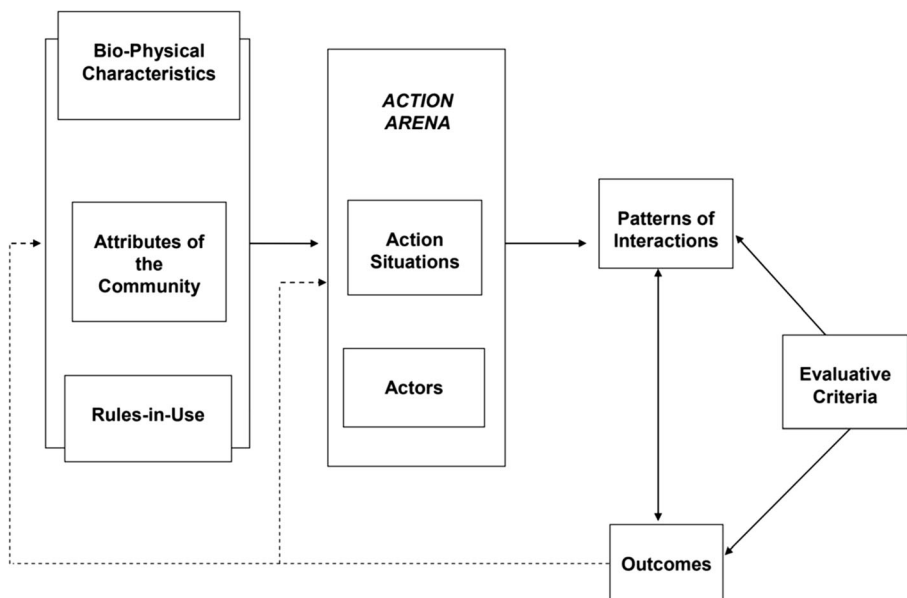 Bio-Physical
Characteristics
Attributes of
the
Community
Rules-in-Use
ACTION
ARENA
Action
Situations
Actors
Patterns of
Interactions
Evaluative
Criteria
Outcomes